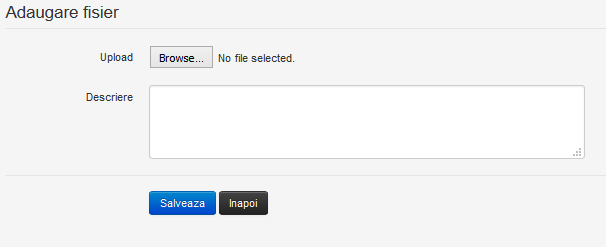 Adaugare fisier
Upload Browse... No file selected.
Descriere
Salveaza Inapoi